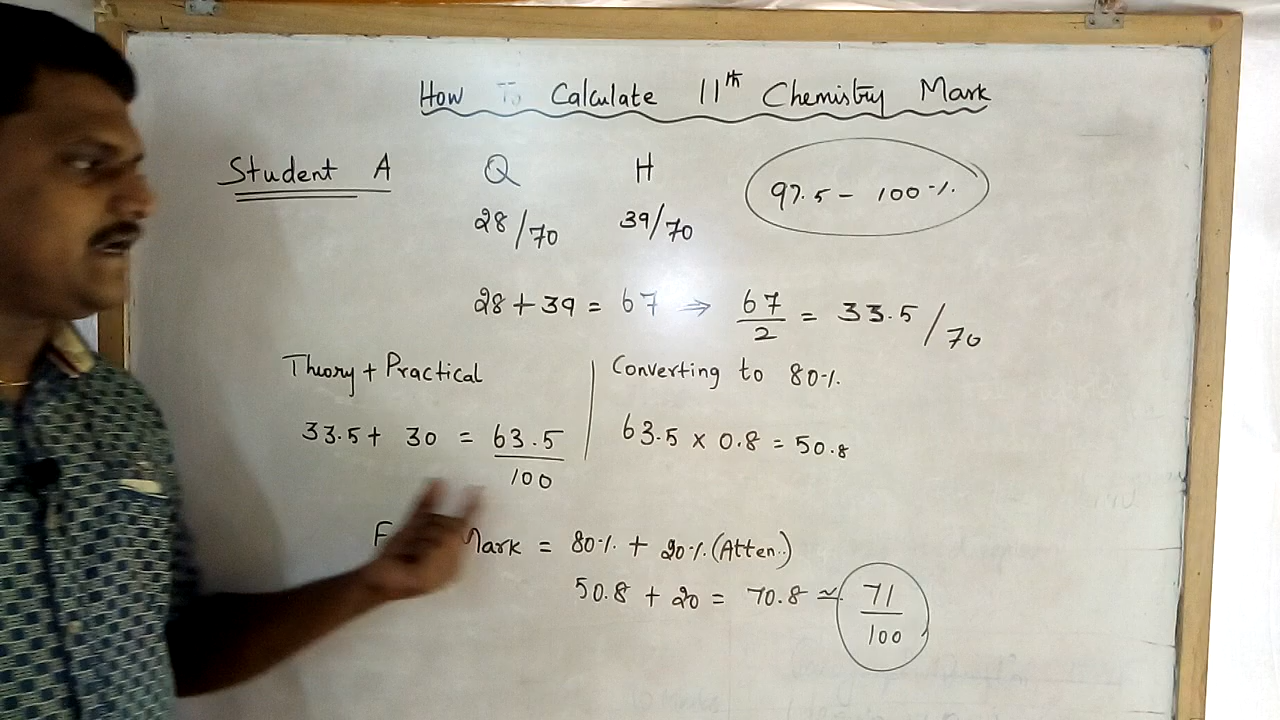 How To Calculate 11th Chemistry Mark
Student A Q H 97.5 - 100 %
28/70 39/70
28 + 39 = 67 ⇒ 67/2 = 33.5/70
Theory + Practical Converting to 80%
33.5 + 30 = 63.5/100 63.5 x 0.8 = 50.8
Mark = 80% + 20% (Atten..)
50.8 + 20 = 70.8 ≃ 71/100